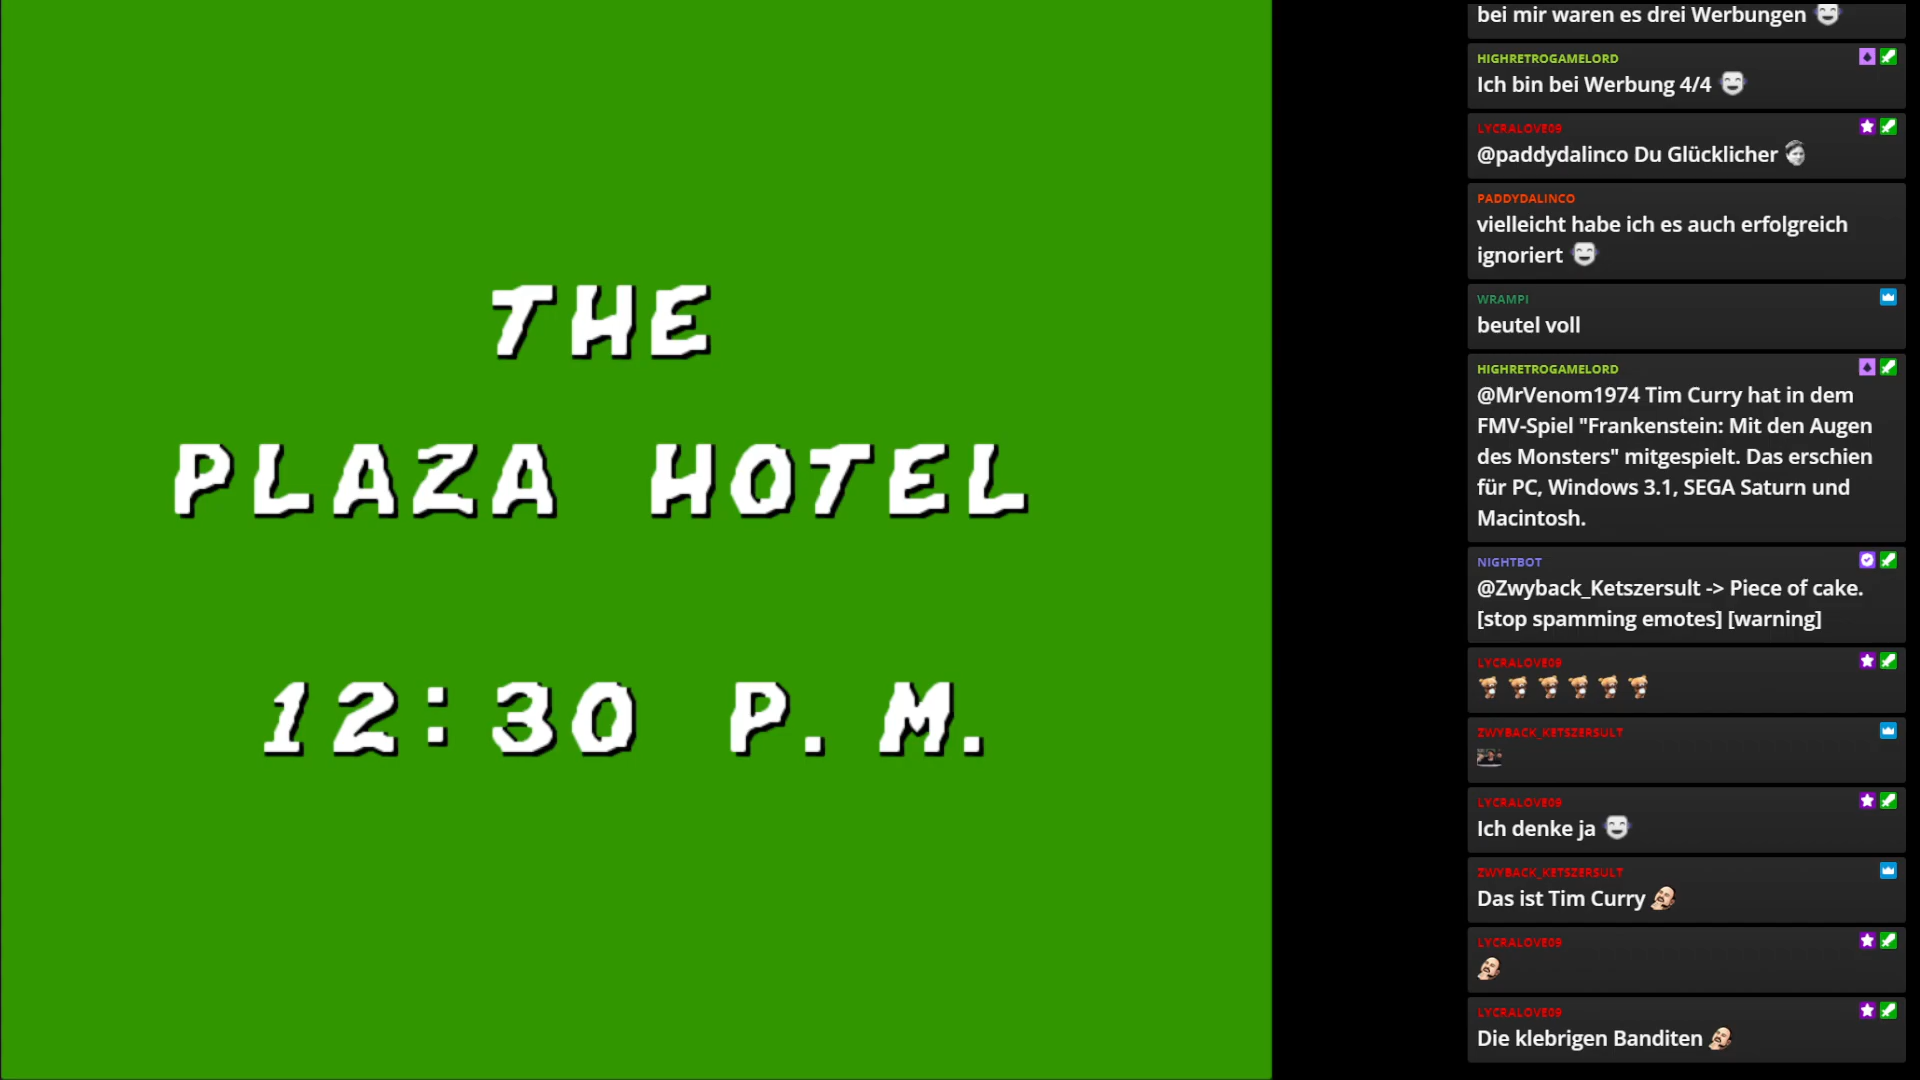 THE
PLAZA HOTEL
12:30 P.M.
bei mir waren es drei Werbungen
HIGHRETROGAMELORD
Ich bin bei Werbung 4/4
LYCRALOVE09
@paddydalinco Du Glücklicher
PADDYDALINCO
vielleicht habe ich es auch erfolgreich
ignoriert
WRAMPI
beutel voll
HIGHRETROGAMELORD
@MrVenom1974 Tim Curry hat in dem
FMV-Spiel "Frankenstein: Mit den Augen
des Monsters" mitgespielt. Das erschien
für PC, Windows 3.1, SEGA Saturn und
Macintosh.
NIGHTBOT
@Zwyback_Ketszersult -> Piece of cake.
[stop spamming emotes] [warning]
LYCRALOVE09
ZWYBACK_KETSZERSULT
LYCRALOVE09
Ich denke ja
ZWYBACK_KETSZERSULT
Das ist Tim Curry
LYCRALOVE09
LYCRALOVE09
Die klebrigen Banditen